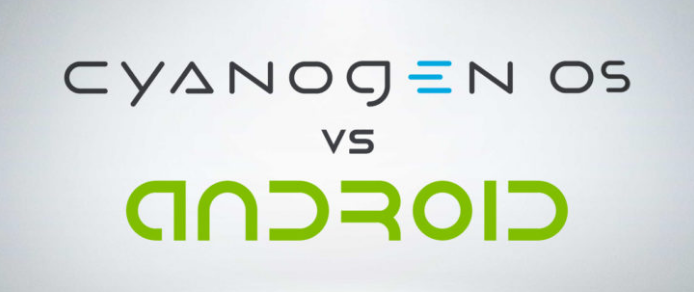 CYANOGEN OS
VS
ANDROID